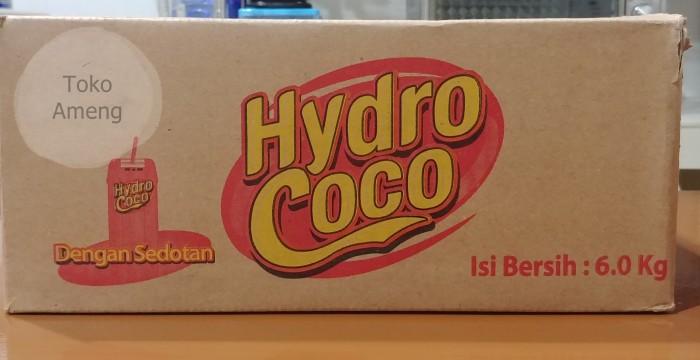 Toko
Ameng
Hydro
Coco
Hydro
Coco
Dengan Sedotan
Isi Bersih : 6.0 Kg